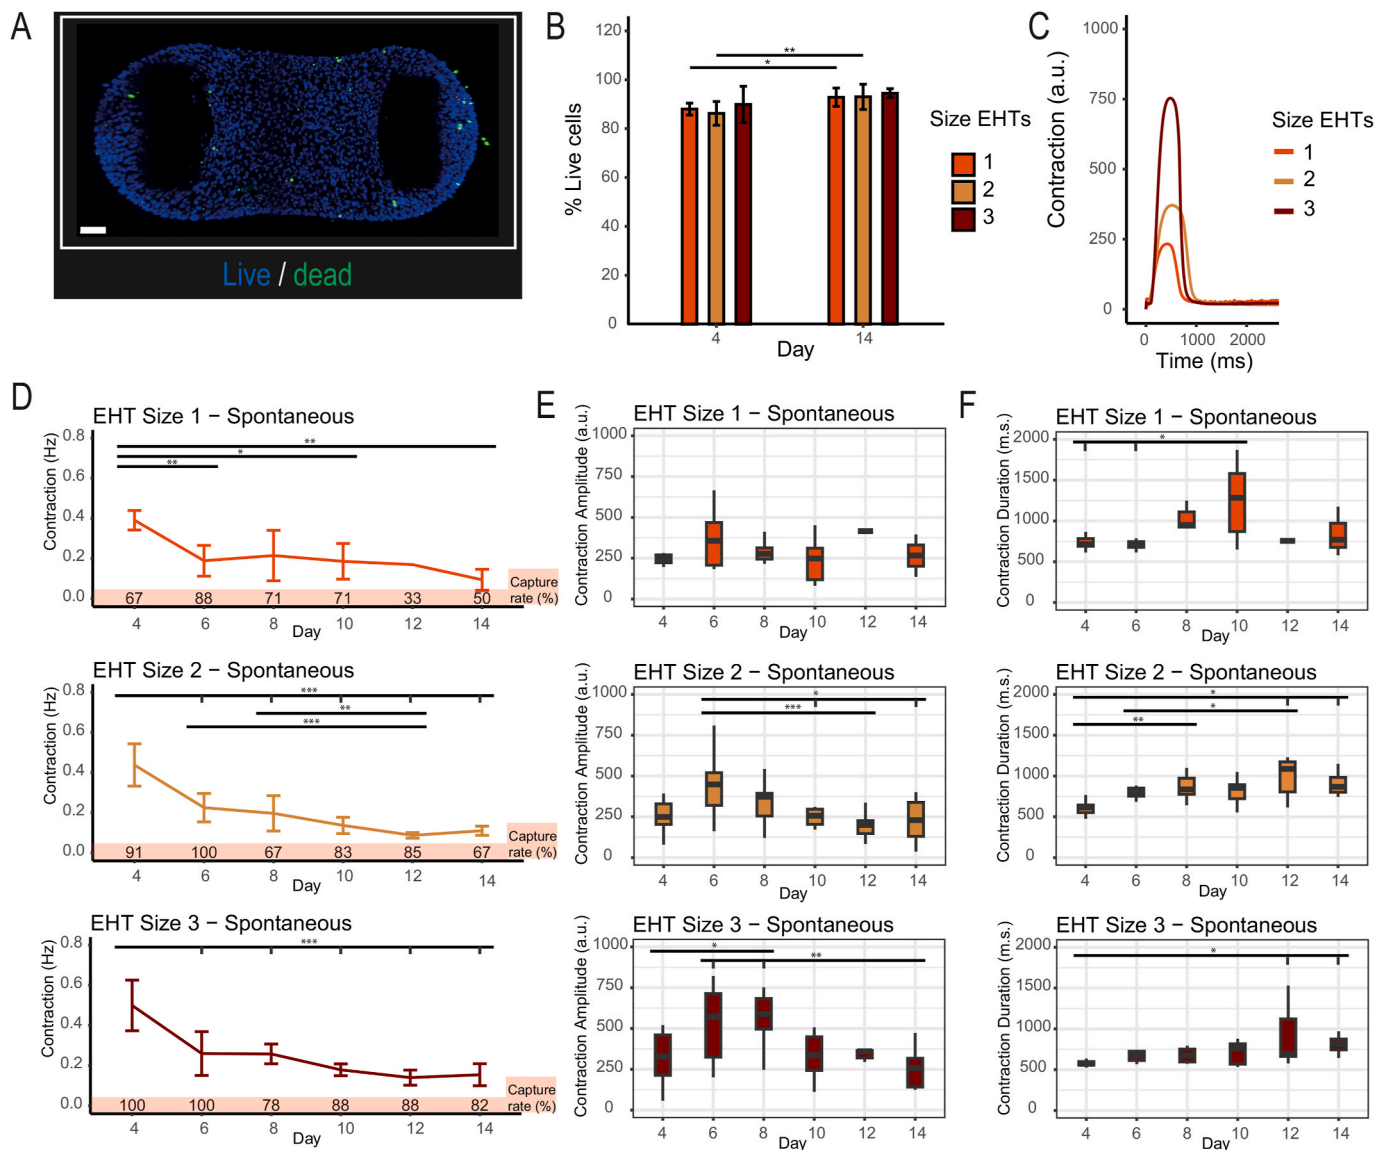 A
Live / dead
B
% Live cells
120
100
80
60
40
20
0
**
*
4
14
Day
Size EHTs
1
2
3
C
Contraction (a.u.)
1000
750
500
250
0
0
1000
2000
Time (ms)
Size EHTs
1
2
3
D
EHT Size 1 – Spontaneous
Contraction (Hz)
0.8
0.4
0.2
0.0
**
*
**
Capture
rate (%)
67 88 71 71 33 50
4 6 8 10 12 14
Day
EHT Size 2 – Spontaneous
Contraction (Hz)
0.8
0.4
0.2
0.0
***
**
***
Capture
rate (%)
91 100 67 83 85 67
4 6 8 10 12 14
Day
EHT Size 3 – Spontaneous
Contraction (Hz)
0.8
0.4
0.2
0.0
***
Capture
rate (%)
100 100 78 88 88 82
4 6 8 10 12 14
Day
E
EHT Size 1 – Spontaneous
Contraction Amplitude (a.u.)
1000
750
500
250
0
4 6 8 10 12 14
Day
EHT Size 2 – Spontaneous
Contraction Amplitude (a.u.)
1000
750
500
250
0
*
***
4 6 8 10 12 14
Day
EHT Size 3 – Spontaneous
Contraction Amplitude (a.u.)
1000
750
500
250
0
*
**
4 6 8 10 12 14
Day
F
EHT Size 1 – Spontaneous
Contraction Duration (m.s.)
2000
1500
1000
500
0
*
4 6 8 10 12 14
Day
EHT Size 2 – Spontaneous
Contraction Duration (m.s.)
2000
1500
1000
500
0
*
*
**
4 6 8 10 12 14
Day
EHT Size 3 – Spontaneous
Contraction Duration (m.s.)
2000
1500
1000
500
0
*
4 6 8 10 12 14
Day